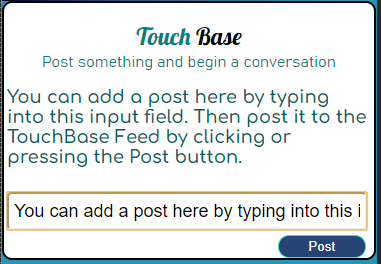 Touch Base
Post something and begin a conversation
You can add a post here by typing
into this input field. Then post it to the
TouchBase Feed by clicking or
pressing the Post button.
You can add a post here by typing into this i
Post